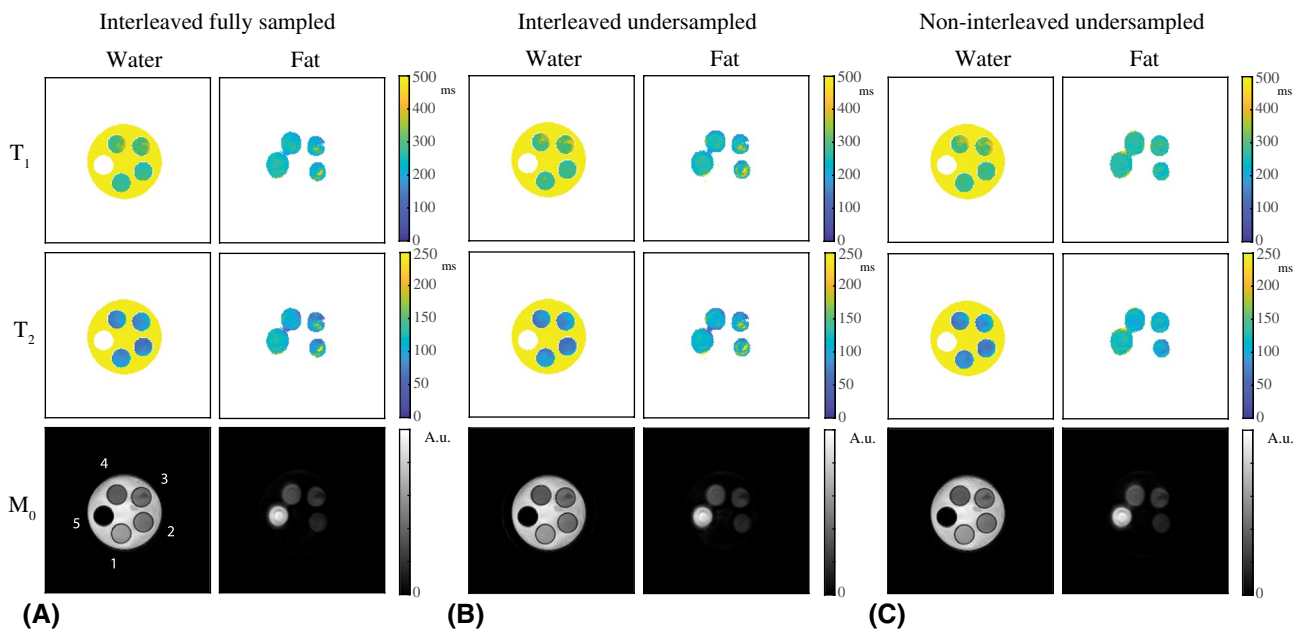 Interleaved fully sampled
Interleaved undersampled
Non-interleaved undersampled
Water
Fat
Water
Fat
Water
Fat
T1
500
ms
400
300
200
100
0
500
ms
400
300
200
100
0
500
ms
400
300
200
100
0
T2
250
ms
200
150
100
50
0
250
ms
200
150
100
50
0
250
ms
200
150
100
50
0
M0
4
3
5
2
1
A.u.
0
A.u.
0
A.u.
0
(A)
(B)
(C)